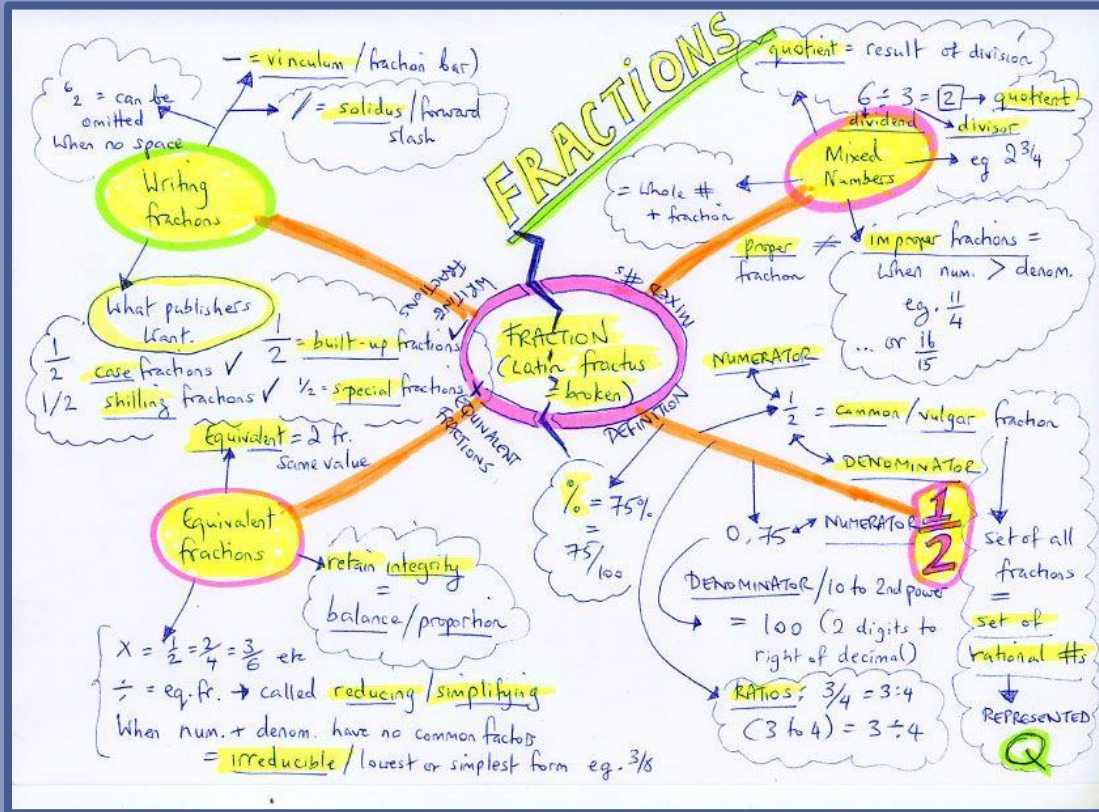 FRACTIONS
FRACTION
(Latin fractus
= broken)
WRITING
FRACTIONS
MIXED #s
EQUIVALENT
FRACTIONS
DEFINITION
Writing
fractions
- = vinculum / fraction bar)
/ = solidus / forward
slash
6/2 = can be
omitted
when no space
What publishers
want.
1/2 = built-up fractions ✓
1/2 case fractions ✓
1/2 shilling fractions ✓
½ = special fractions X
Mixed
Numbers
quotient = result of division
6 ÷ 3 = 2 → quotient
dividend
divisor
eg 2 3/4
= whole #
+ fraction
proper
fraction
≠
improper fractions =
when num. > denom.
eg. 11/4
... or 16/15
Equivalent
fractions
Equivalent = 2 fr.
same value
retain integrity
=
balance / proportion
X = 1/2 = 2/4 = 3/6 etc
÷ = eq. fr. → called reducing / simplifying
When num. + denom. have no common factors
= irreducible / lowest or simplest form eg. 3/8
1/2
NUMERATOR
1/2 = common / vulgar fraction
DENOMINATOR
set of all
fractions
=
set of
rational #s
REPRESENTED
Q
% = 75%
=
75/100
0,75 NUMERATOR
DENOMINATOR / 10 to 2nd power
= 100 (2 digits to
right of decimal)
RATIOS: 3/4 = 3:4
(3 to 4) = 3 ÷ 4